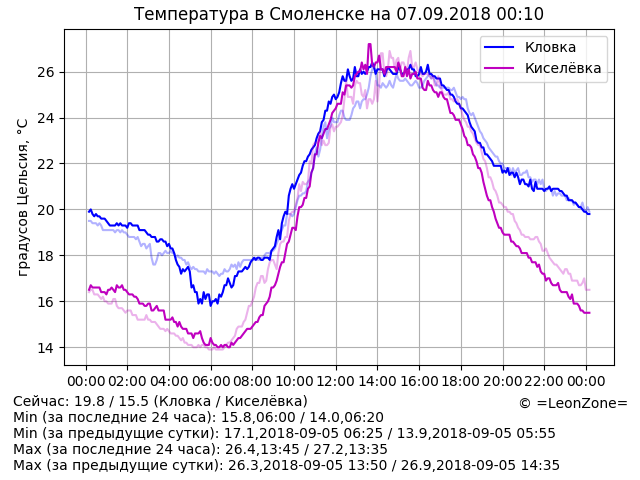 Температура в Смоленске на 07.09.2018 00:10
Кловка
Киселёвка
градусов Цельсия, °C
26
24
22
20
18
16
14
00:00 02:00 04:00 06:00 08:00 10:00 12:00 14:00 16:00 18:00 20:00 22:00 00:00
Сейчас: 19.8 / 15.5 (Кловка / Киселёвка)
© =LeonZone=
Min (за последние 24 часа): 15.8,06:00 / 14.0,06:20
Min (за предыдущие сутки): 17.1,2018-09-05 06:25 / 13.9,2018-09-05 05:55
Max (за последние 24 часа): 26.4,13:45 / 27.2,13:35
Max (за предыдущие сутки): 26.3,2018-09-05 13:50 / 26.9,2018-09-05 14:35